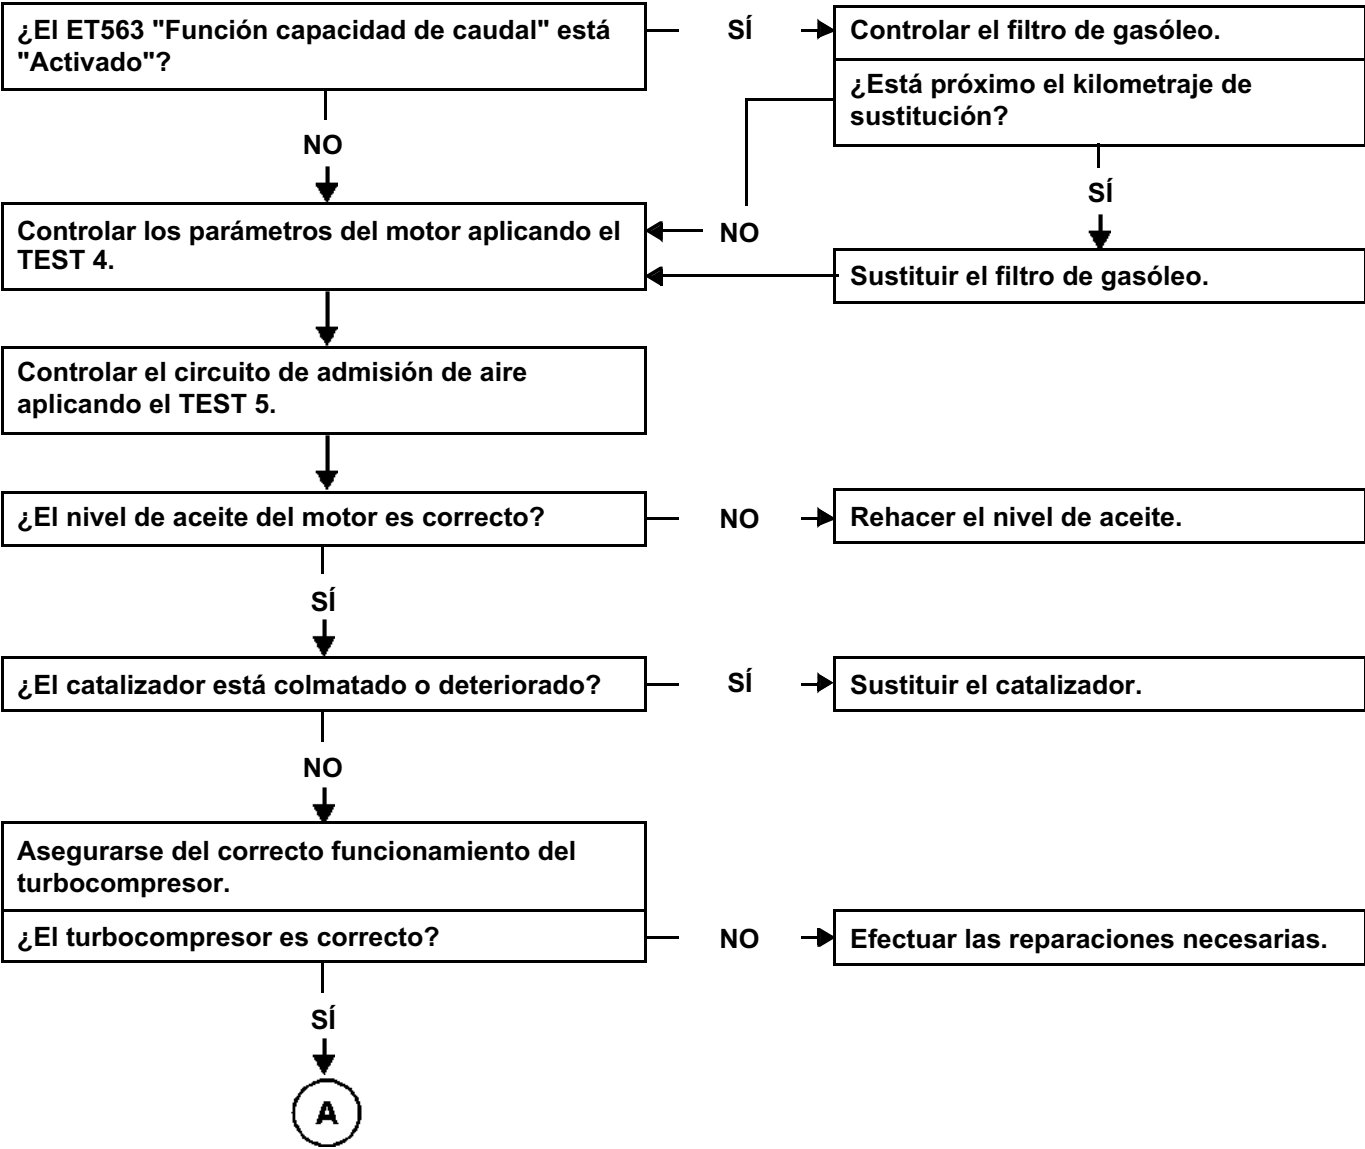 ¿El ET563 "Función capacidad de caudal" está
"Activado"?
SÍ
Controlar el filtro de gasóleo.
¿Está próximo el kilometraje de
sustitución?
NO
SÍ
Controlar los parámetros del motor aplicando el
TEST 4.
NO
Sustituir el filtro de gasóleo.
Controlar el circuito de admisión de aire
aplicando el TEST 5.
¿El nivel de aceite del motor es correcto?
NO
Rehacer el nivel de aceite.
SÍ
¿El catalizador está colmatado o deteriorado?
SÍ
Sustituir el catalizador.
NO
Asegurarse del correcto funcionamiento del
turbocompresor.
¿El turbocompresor es correcto?
NO
Efectuar las reparaciones necesarias.
SÍ
A